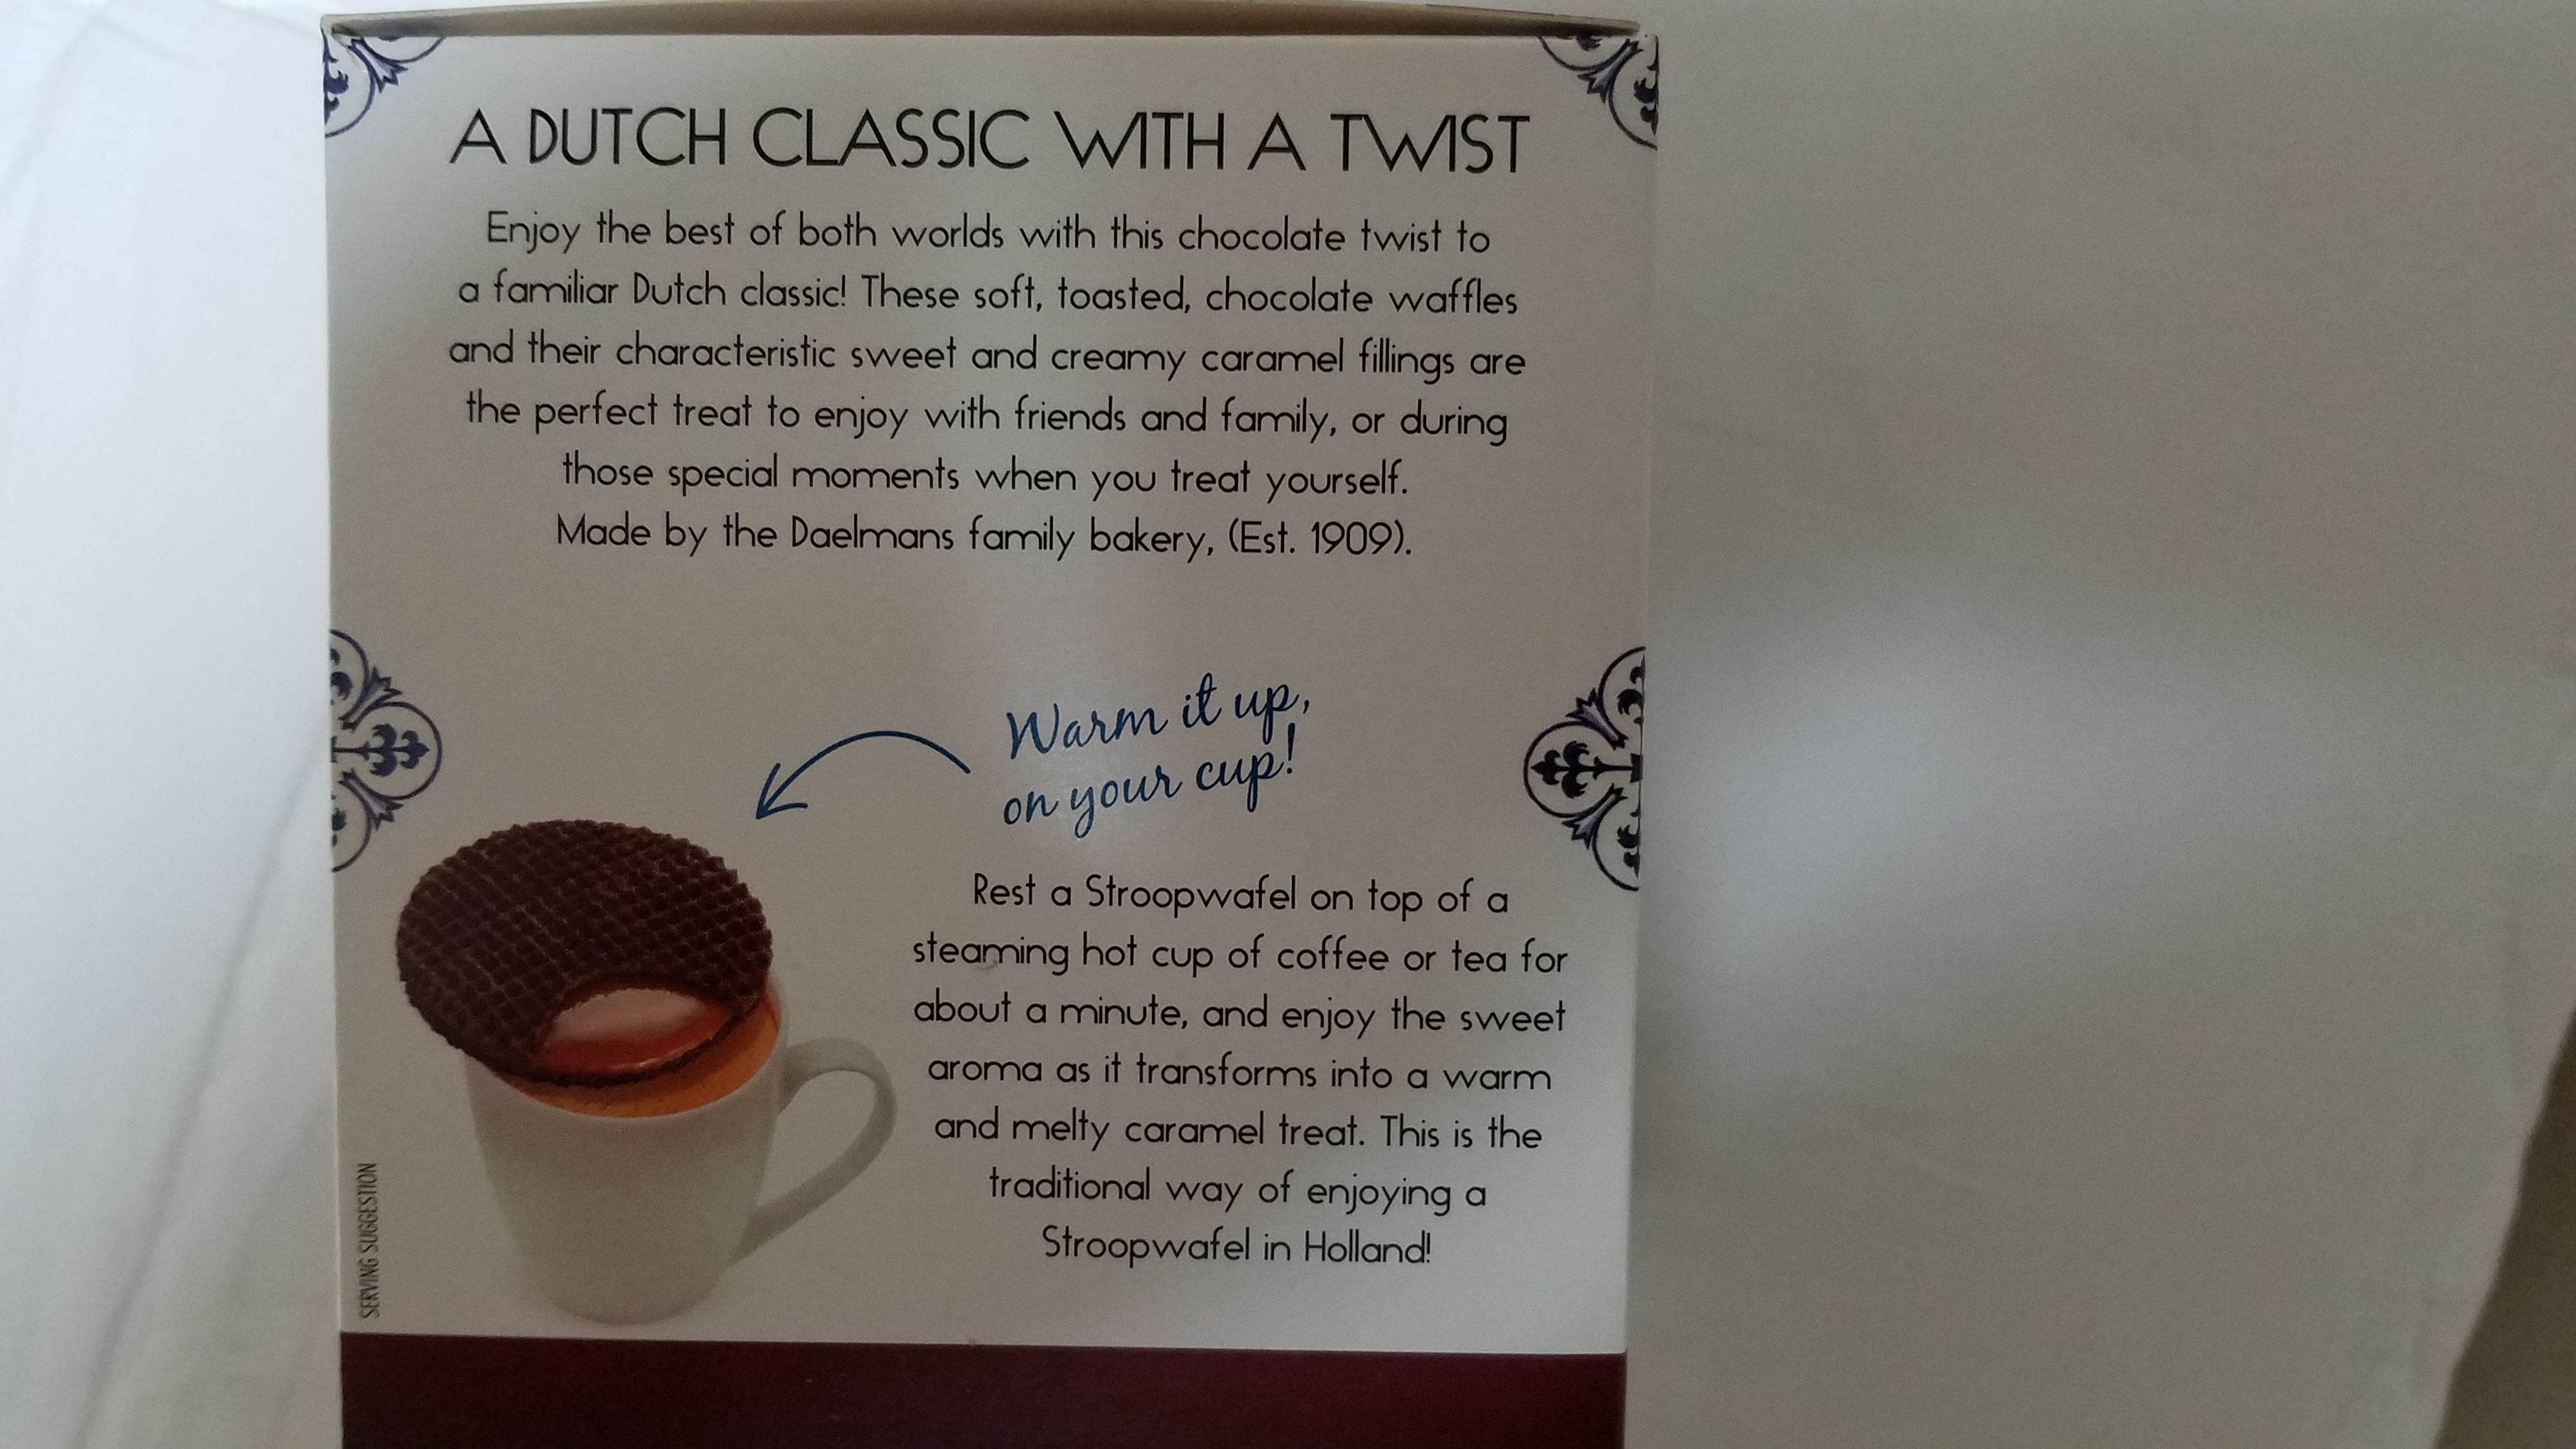 A DUTCH CLASSIC WITH A TWIST
Enjoy the best of both worlds with this chocolate twist to
a familiar Dutch classic! These soft, toasted, chocolate waffles
and their characteristic sweet and creamy caramel fillings are
the perfect treat to enjoy with friends and family, or during
those special moments when you treat yourself.
Made by the Daelmans family bakery, (Est. 1909).
Warm it up,
on your cup!
Rest a Stroopwafel on top of a
steaming hot cup of coffee or tea for
about a minute, and enjoy the sweet
aroma as it transforms into a warm
and melty caramel treat. This is the
traditional way of enjoying a
Stroopwafel in Holland!
SERVING SUGGESTION